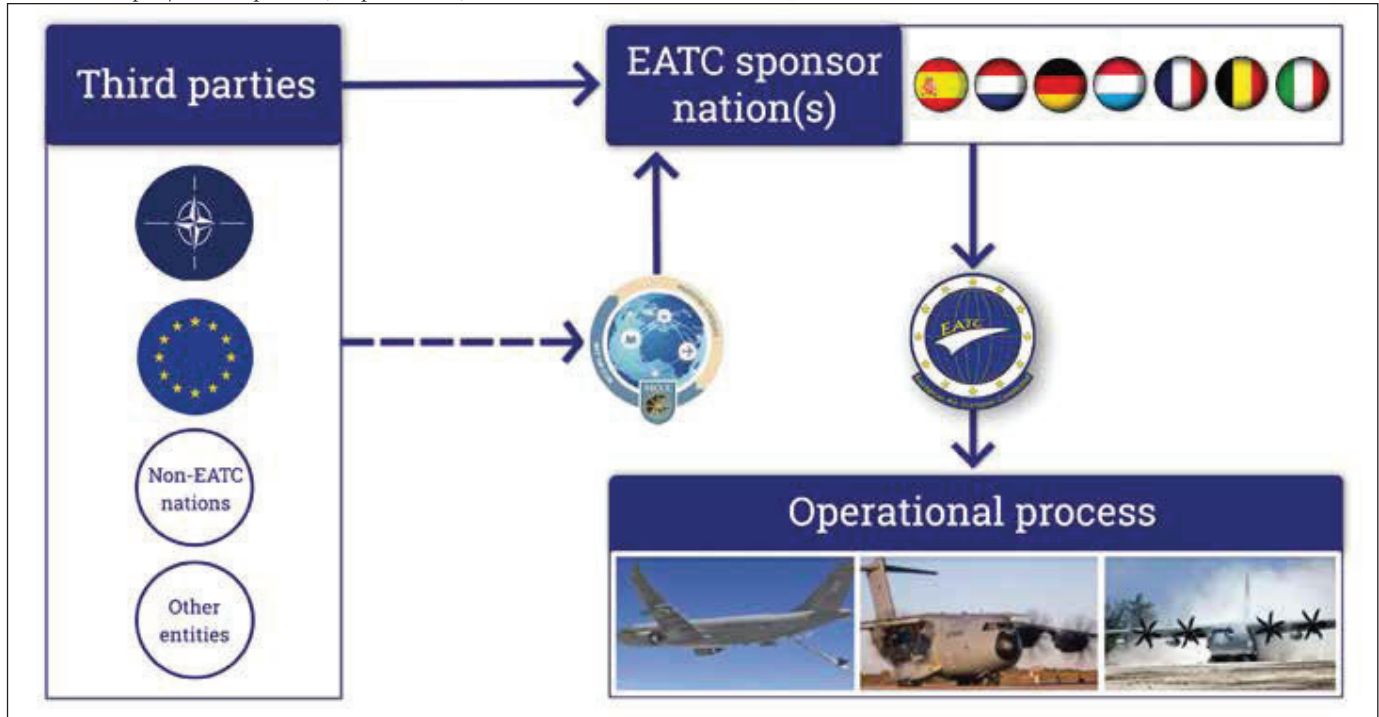 Third parties
EATC sponsor
nation(s)
Non-EATC
nations
Other
entities
EATC
Operational process